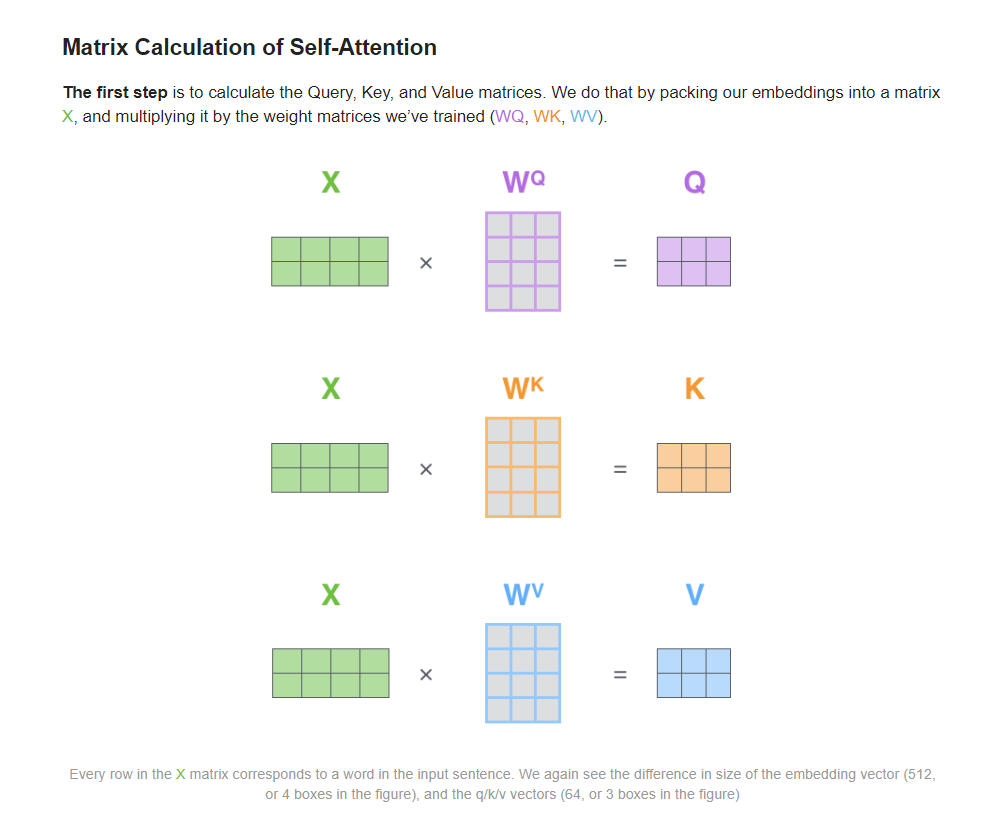 Matrix Calculation of Self-Attention
The first step is to calculate the Query, Key, and Value matrices. We do that by packing our embeddings into a matrix
X, and multiplying it by the weight matrices we’ve trained (WQ, WK, WV).
X W^Q Q
× =
X W^K K
× =
X W^V V
× =
Every row in the X matrix corresponds to a word in the input sentence. We again see the difference in size of the embedding vector (512,
or 4 boxes in the figure), and the q/k/v vectors (64, or 3 boxes in the figure)